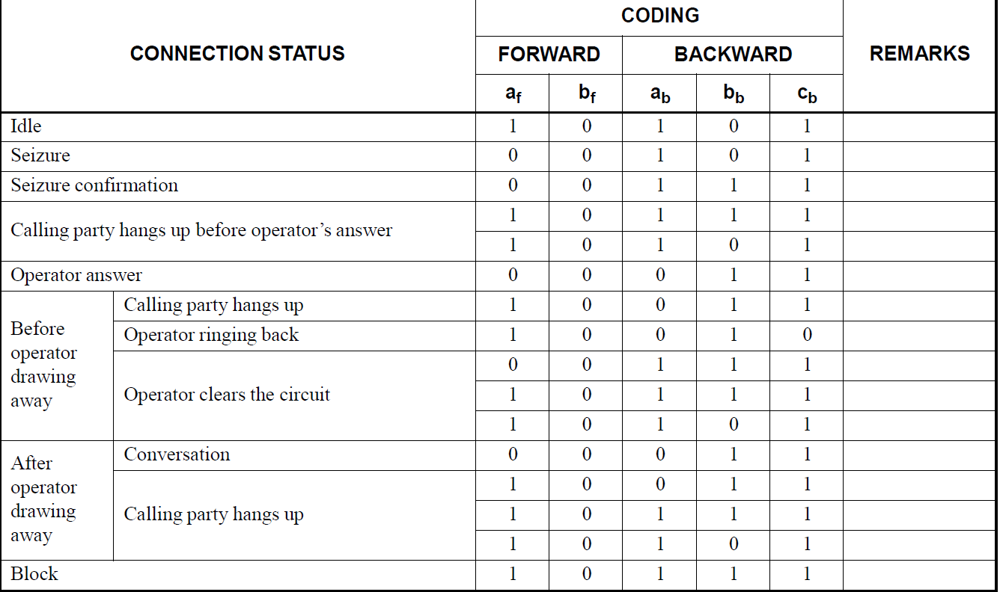 CONNECTION STATUS CODING REMARKS
FORWARD BACKWARD
af bf ab bb cb
Idle 1 0 1 0 1
Seizure 0 0 1 0 1
Seizure confirmation 0 0 1 1 1
Calling party hangs up before operator’s answer 1 0 1 1 1
1 0 1 0 1
Operator answer 0 0 0 1 1
Before
operator
drawing
away
Calling party hangs up 1 0 0 1 1
Operator ringing back 1 0 0 1 0
Operator clears the circuit 0 0 1 1 1
1 0 1 1 1
1 0 1 0 1
After
operator
drawing
away
Conversation 0 0 0 1 1
Calling party hangs up 1 0 0 1 1
1 0 1 1 1
1 0 1 0 1
Block 1 0 1 1 1